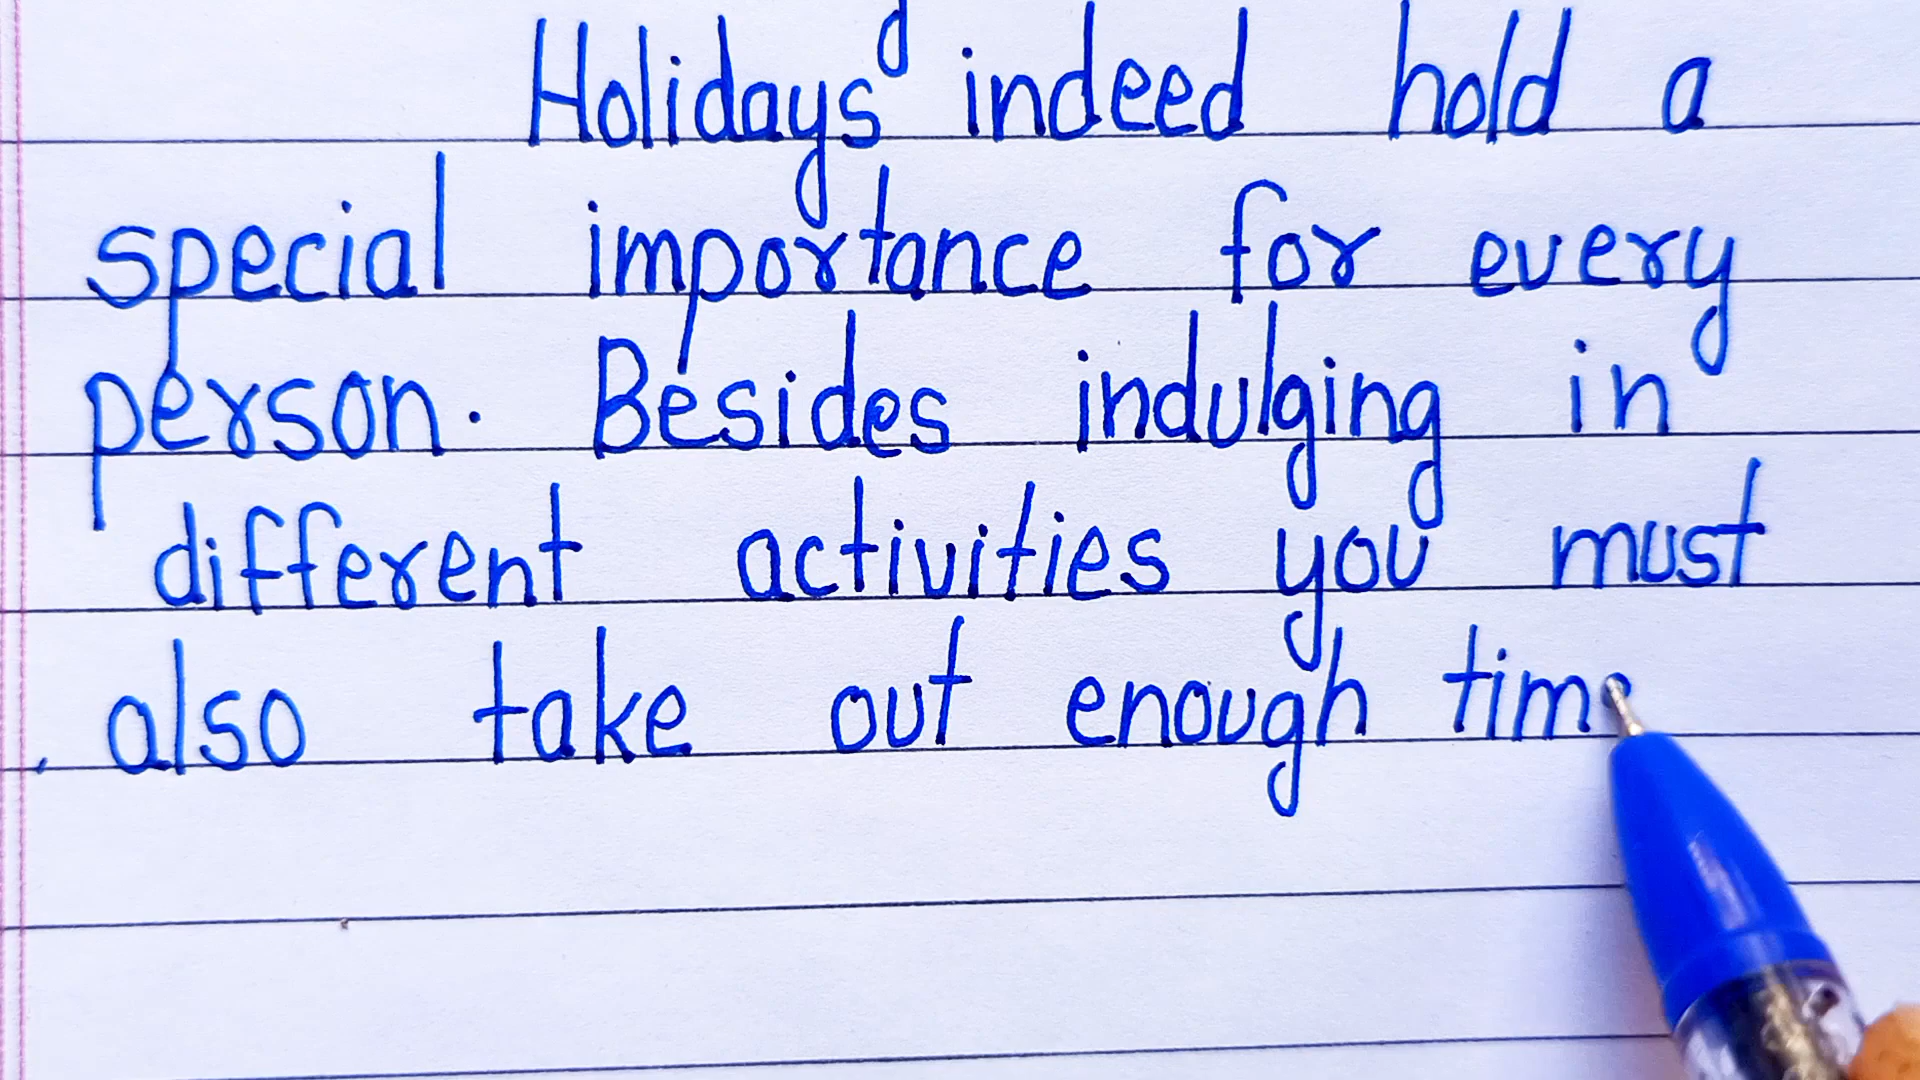 Holidays indeed hold a
special importance for every
person. Besides indulging in
different activities you must
also take out enough time